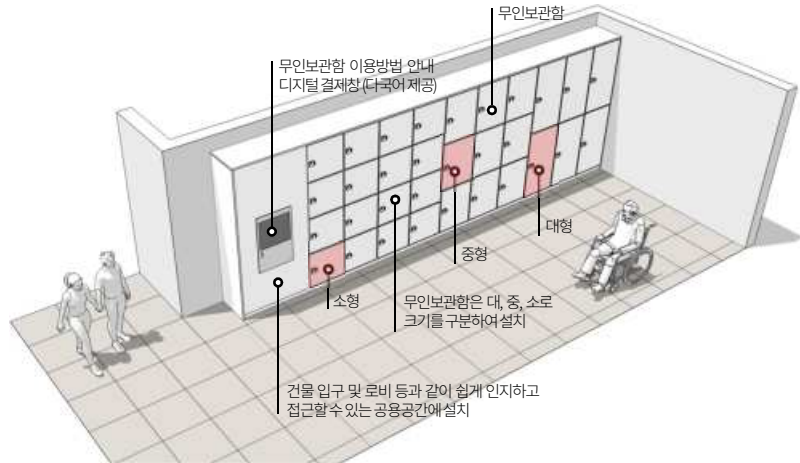 무인보관함
무인보관함 이용방법 안내
디지털 결제창 (다국어 제공)
대형
중형
소형
무인보관함은 대, 중, 소로
크기를 구분하여 설치
건물 입구 및 로비 등과 같이 쉽게 인지하고
접근할 수 있는 공용공간에 설치